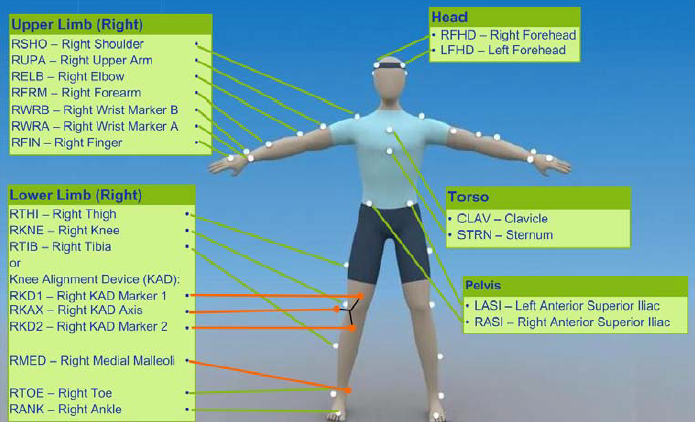 Upper Limb (Right)
RSHO – Right Shoulder
RUPA – Right Upper Arm
RELB – Right Elbow
RFRM – Right Forearm
RWRB – Right Wrist Marker B
RWRA – Right Wrist Marker A
RFIN – Right Finger
Head
RFHD – Right Forehead
LFHD – Left Forehead
Lower Limb (Right)
RTHI – Right Thigh
RKNE – Right Knee
RTIB – Right Tibia
or
Knee Alignment Device (KAD):
RKD1 – Right KAD Marker 1
RKAX – Right KAD Axis
RKD2 – Right KAD Marker 2
RMED – Right Medial Malleoli
RTOE – Right Toe
RANK – Right Ankle
Torso
CLAV – Clavicle
STRN – Sternum
Pelvis
LASI – Left Anterior Superior Iliac
RASI – Right Anterior Superior Iliac